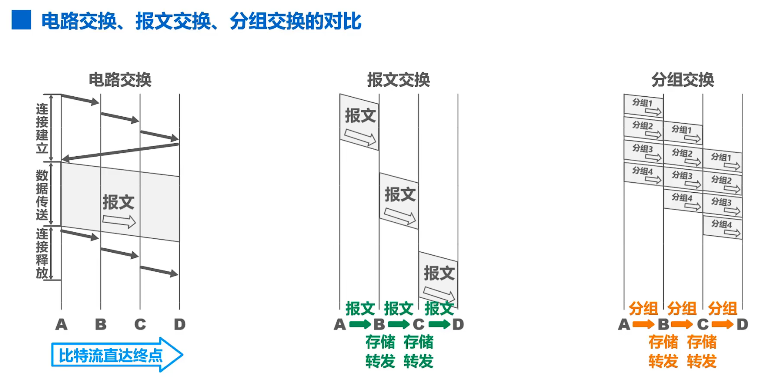 电路交换、报文交换、分组交换的对比
电路交换
连接建立
数据传送
连接释放
报文
A B C D
比特流直达终点
报文交换
报文
报文
报文
报文 报文 报文
A B C D
存储转发
存储转发
分组交换
分组1
分组2
分组3
分组4
分组1
分组2
分组3
分组4
分组1
分组2
分组3
分组4
分组 分组 分组
A B C D
存储转发
存储转发